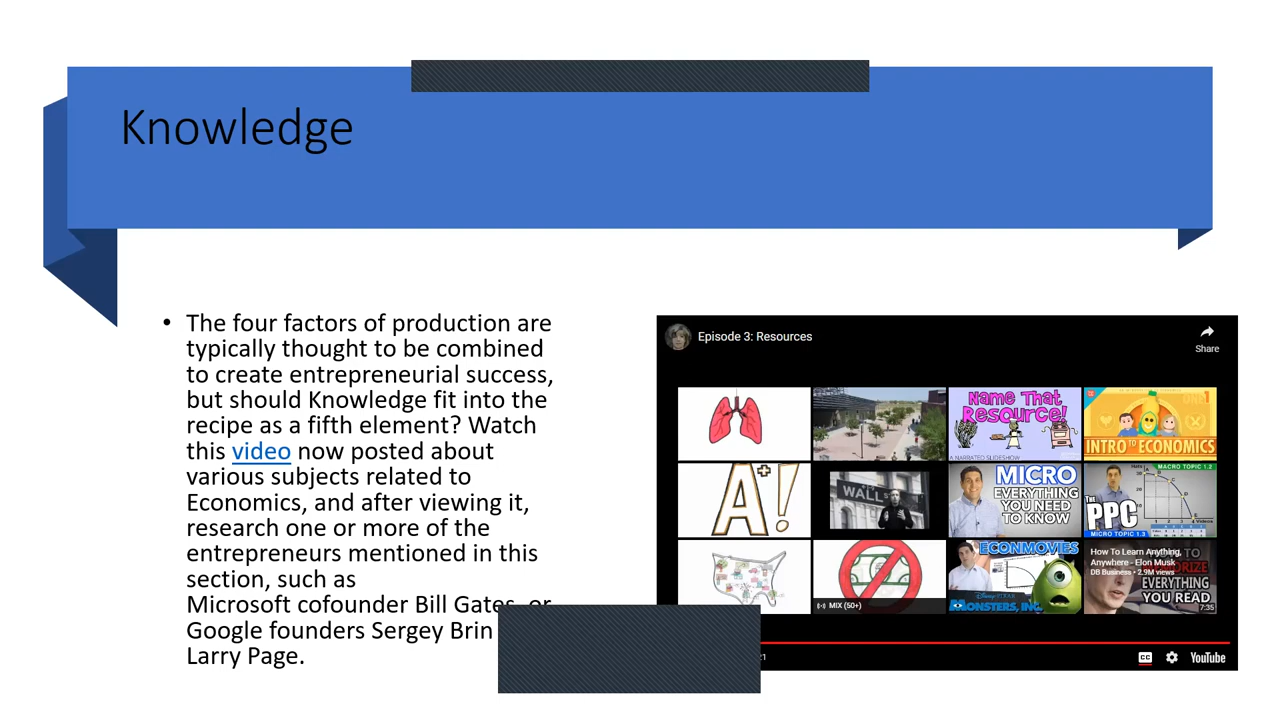 Knowledge
• The four factors of production are
typically thought to be combined
to create entrepreneurial success,
but should Knowledge fit into the
recipe as a fifth element? Watch
this video now posted about
various subjects related to
Economics, and after viewing it,
research one or more of the
entrepreneurs mentioned in this
section, such as
Microsoft cofounder Bill Gates, or
Google founders Sergey Brin
Larry Page.
Episode 3: Resources
Share
NAME THAT
RESOURCE!
A NARRATED SLIDESHOW
INTRO TO ECONOMICS
A+!
WALL
MICRO
EVERYTHING
YOU NEED
TO KNOW
MACRO TOPIC 1.2
THE
PPC
MICRO TOPIC 1.3
MIX (50+)
ECONMOVIES
MONSTERS, INC.
How To Learn Anything,
Anywhere - Elon Musk
DB Business • 2.9M views
EVERYTHING
YOU READ
7:35
CC
YouTube